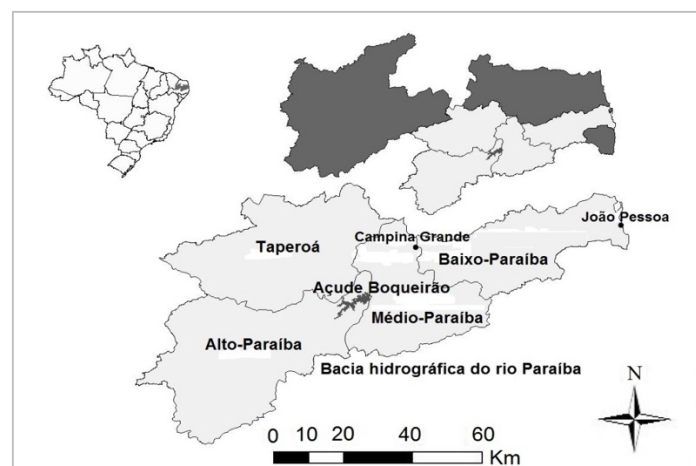 João Pessoa
Campina Grande
Taperoá
Baixo-Paraíba
Açude Boqueirão
Médio-Paraíba
Alto-Paraíba
Bacia hidrográfica do rio Paraíba
N
0 10 20 40 60
Km